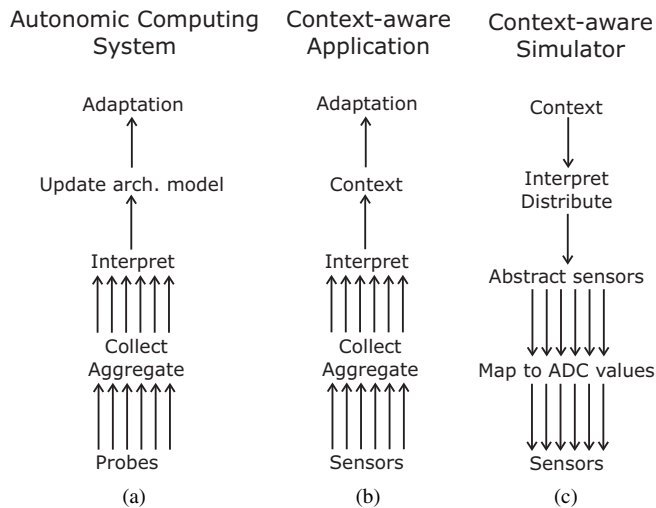 Autonomic Computing
System
Adaptation
Update arch. model
Interpret
Collect
Aggregate
Probes
(a)
Context-aware
Application
Adaptation
Context
Interpret
Collect
Aggregate
Sensors
(b)
Context-aware
Simulator
Context
Interpret
Distribute
Abstract sensors
Map to ADC values
Sensors
(c)